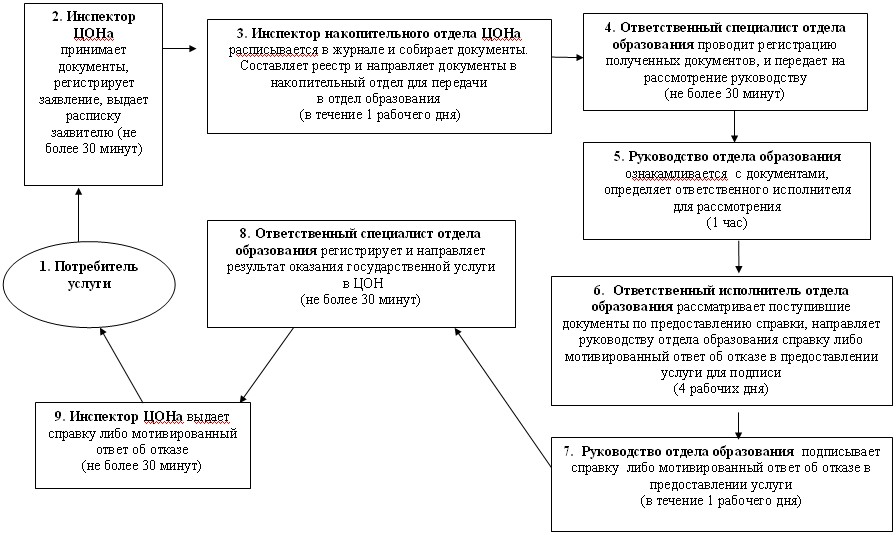 1. Потребитель
услуги
2. Инспектор
ЦОНа
принимает
документы,
регистрирует
заявление, выдает
расписку
заявителю (не
более 30 минут)
3. Инспектор накопительного отдела ЦОНа
расписывается в журнале и собирает документы.
Составляет реестр и направляет документы в
накопительный отдел для передачи
в отдел образования
(в течение 1 рабочего дня)
4. Ответственный специалист отдела
образования проводит регистрацию
полученных документов, и передает на
рассмотрение руководству
(не более 30 минут)
5. Руководство отдела образования
ознакамливается с документами,
определяет ответственного исполнителя
для рассмотрения
(1 час)
6. Ответственный исполнитель отдела
образования рассматривает поступившие
документы по предоставлению справки, направляет
руководству отдела образования справку либо
мотивированный ответ об отказе в предоставлении
услуги для подписи
(4 рабочих дня)
7. Руководство отдела образования подписывает
справку либо мотивированный ответ об отказе в
предоставлении услуги
(в течение 1 рабочего дня)
8. Ответственный специалист отдела
образования регистрирует и направляет
результат оказания государственной услуги
в ЦОН
(не более 30 минут)
9. Инспектор ЦОНа выдает
справку либо мотивированный
ответ об отказе
(не более 30 минут)